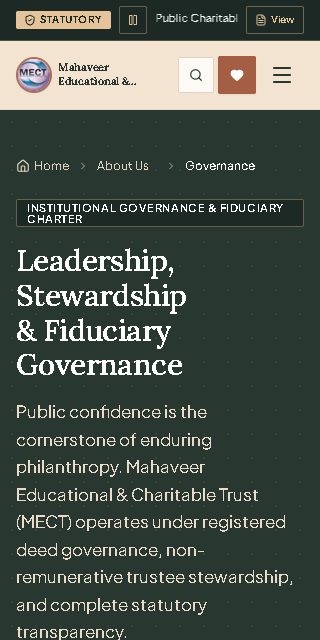 STATUTORY
Public Charitabl
View
MECT
Mahaveer
Educational &...
Home
About Us
Governance
INSTITUTIONAL GOVERNANCE & FIDUCIARY
CHARTER
Leadership,
Stewardship
& Fiduciary
Governance
Public confidence is the
cornerstone of enduring
philanthropy. Mahaveer
Educational & Charitable Trust
(MECT) operates under registered
deed governance, non-
remunerative trustee stewardship,
and complete statutory
transparency.